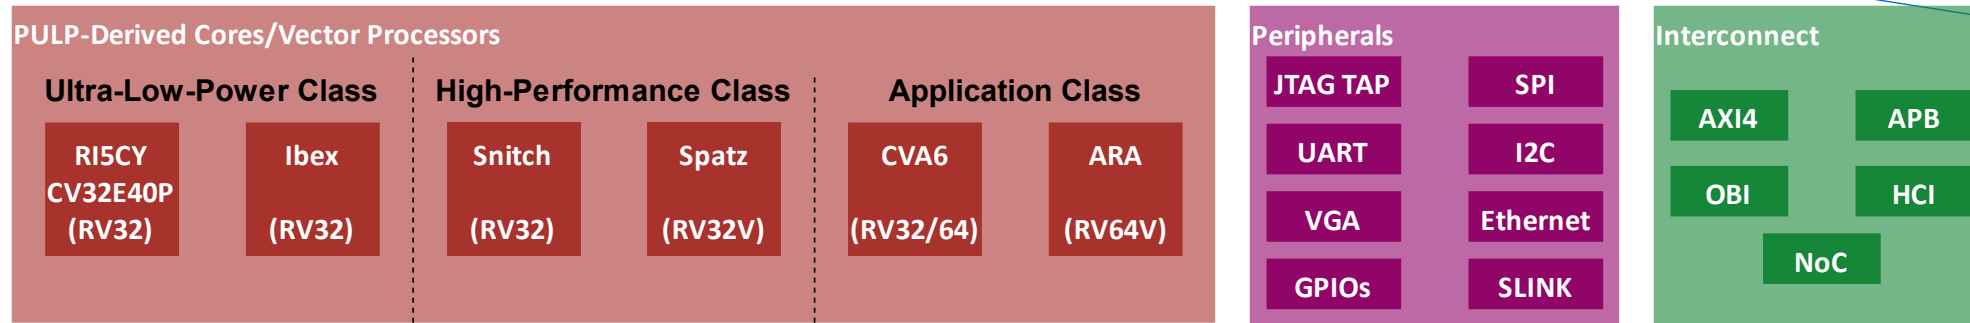 PULP-Derived Cores/Vector Processors
Ultra-Low-Power Class
RI5CY
CV32E40P
(RV32)
Ibex
(RV32)
High-Performance Class
Snitch
(RV32)
Spatz
(RV32V)
Application Class
CVA6
(RV32/64)
ARA
(RV64V)
Peripherals
JTAG TAP
SPI
UART
I2C
VGA
Ethernet
GPIOs
SLINK
Interconnect
AXI4
APB
OBI
HCI
NoC